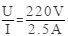 U/I = 220V/2.5A